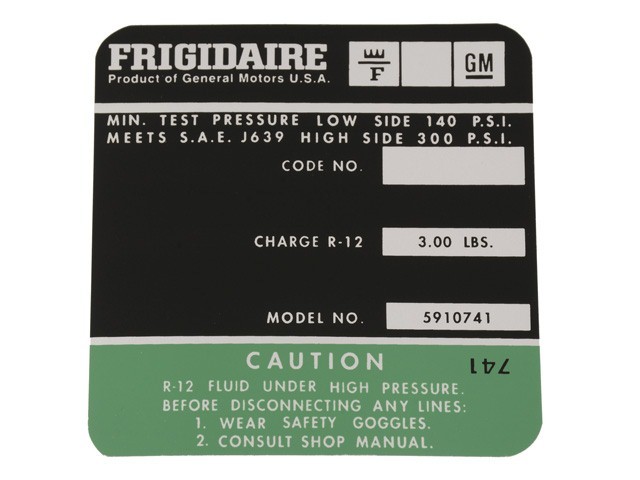 FRIGIDAIRE
Product of General Motors U.S.A.
F
GM
MIN. TEST PRESSURE LOW SIDE 140 P.S.I.
MEETS S.A.E. J639 HIGH SIDE 300 P.S.I.
CODE NO.
CHARGE R-12 3.00 LBS.
MODEL NO. 5910741
CAUTION 741
R-12 FLUID UNDER HIGH PRESSURE.
BEFORE DISCONNECTING ANY LINES:
1. WEAR SAFETY GOGGLES.
2. CONSULT SHOP MANUAL.